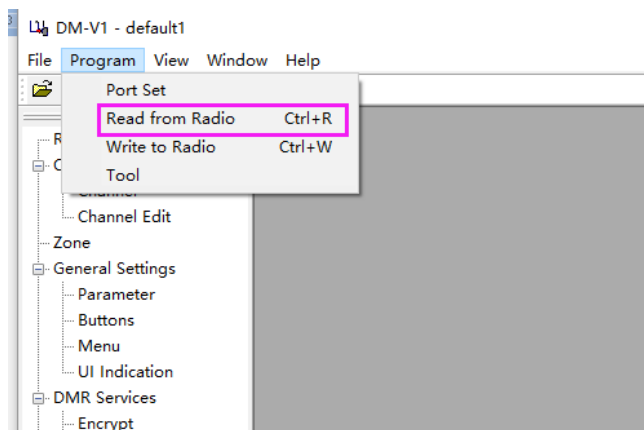 DM-V1 - default1
File Program View Window Help
Port Set
Read from Radio Ctrl+R
Write to Radio Ctrl+W
Tool
Channel Edit
Zone
General Settings
Parameter
Buttons
Menu
UI Indication
DMR Services
Encrypt